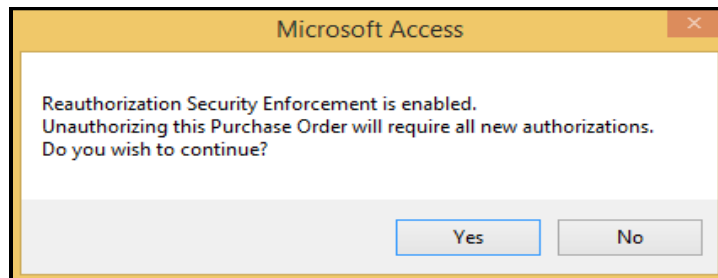 Microsoft Access
Reauthorization Security Enforcement is enabled.
Unauthorizing this Purchase Order will require all new authorizations.
Do you wish to continue?
Yes No